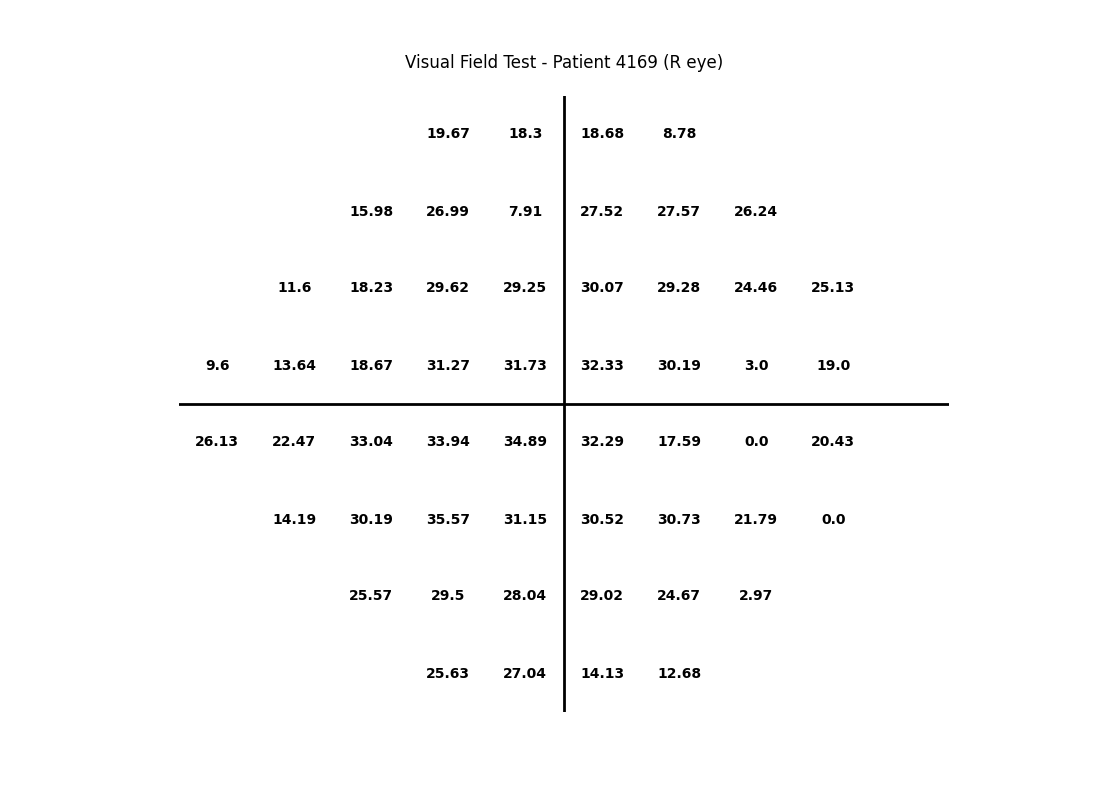 Visual Field Test - Patient 4169 (R eye)
19.67 18.3 18.68 8.78
15.98 26.99 7.91 27.52 27.57 26.24
11.6 18.23 29.62 29.25 30.07 29.28 24.46 25.13
9.6 13.64 18.67 31.27 31.73 32.33 30.19 3.0 19.0
26.13 22.47 33.04 33.94 34.89 32.29 17.59 0.0 20.43
14.19 30.19 35.57 31.15 30.52 30.73 21.79 0.0
25.57 29.5 28.04 29.02 24.67 2.97
25.63 27.04 14.13 12.68